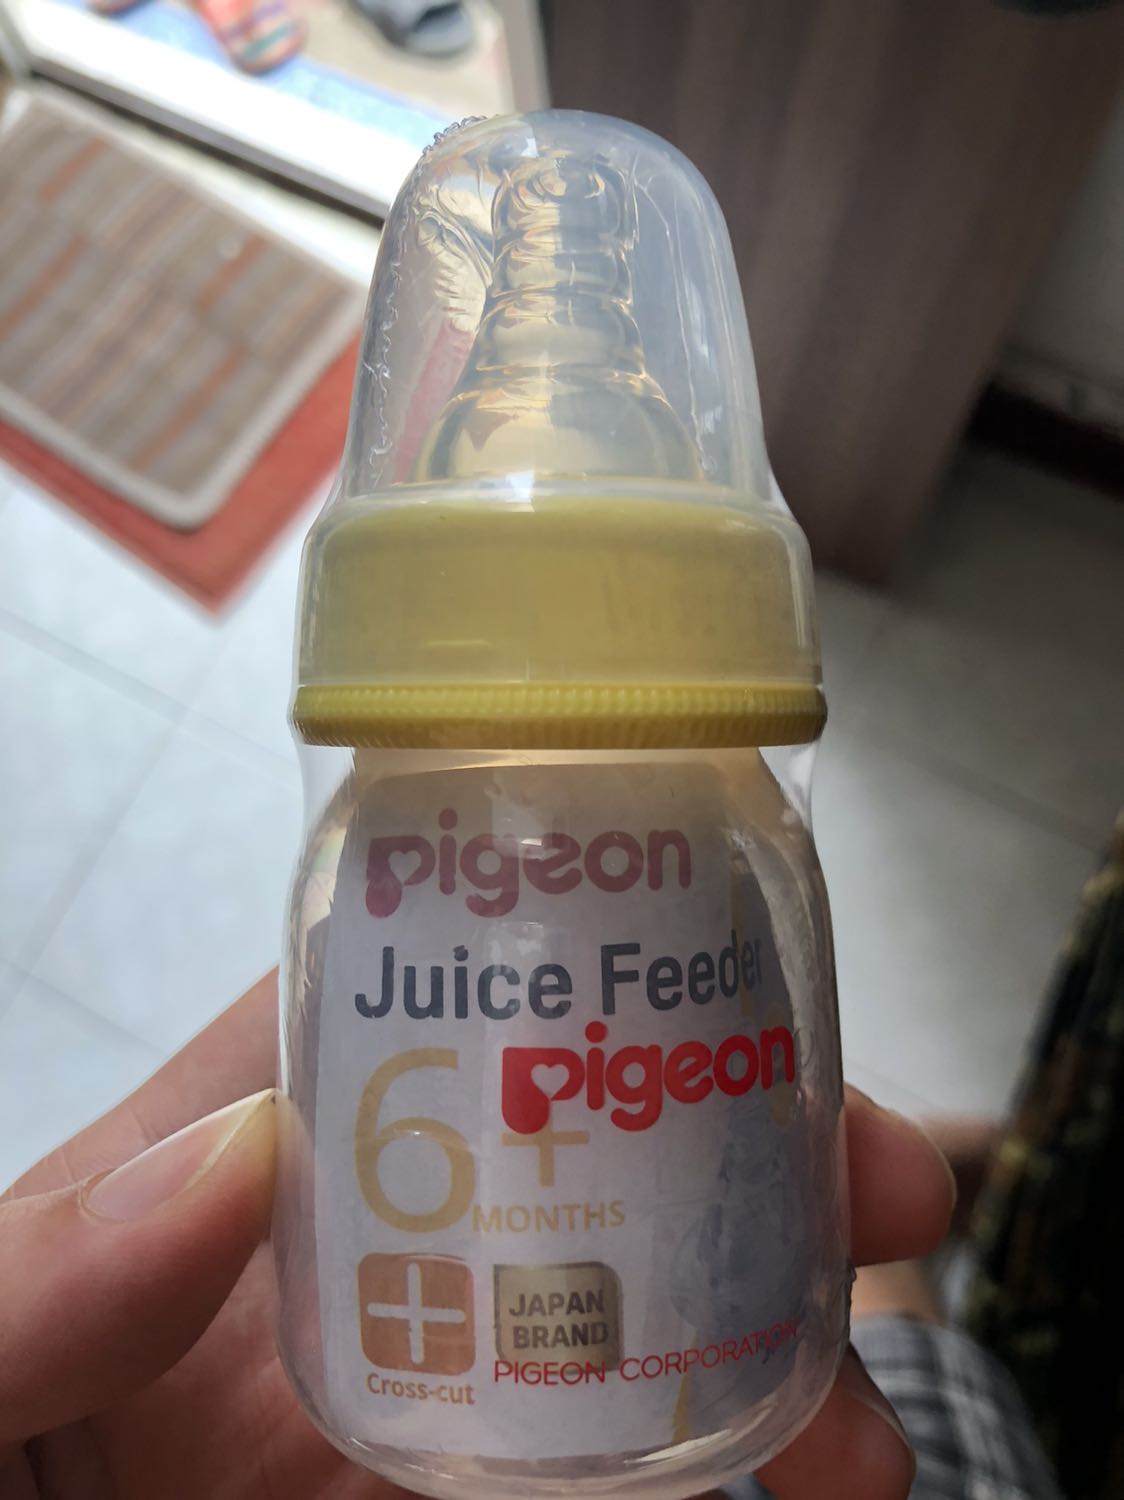 pigeon
Juice Feeder
pigeon
6+
MONTHS
Cross-cut
JAPAN
BRAND
PIGEON CORPORATION